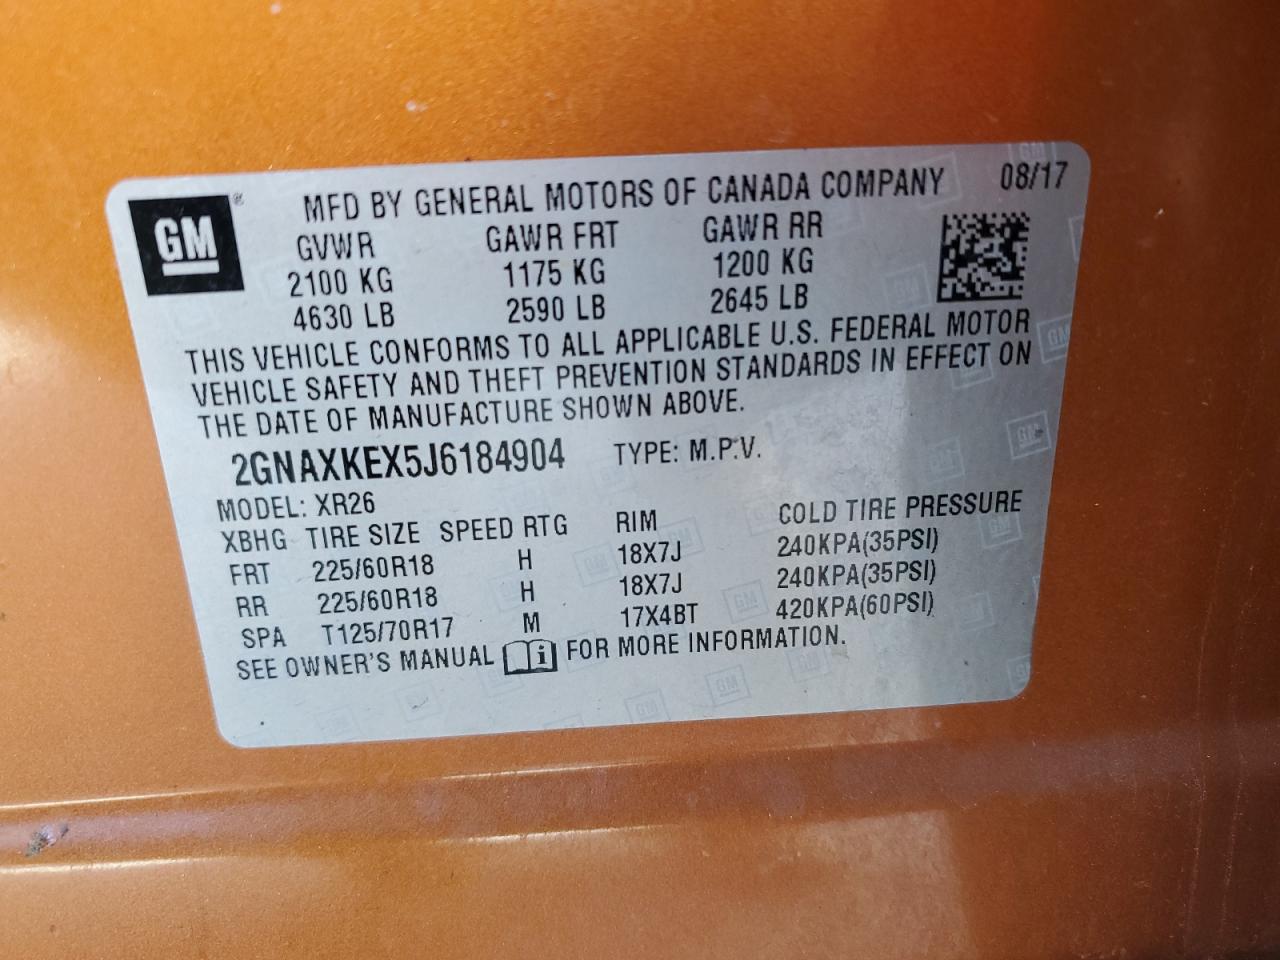 GM ® MFD BY GENERAL MOTORS OF CANADA COMPANY 08/17
GVWR GAWR FRT GAWR RR
2100 KG 1175 KG 1200 KG
4630 LB 2590 LB 2645 LB
THIS VEHICLE CONFORMS TO ALL APPLICABLE U.S. FEDERAL MOTOR
VEHICLE SAFETY AND THEFT PREVENTION STANDARDS IN EFFECT ON
THE DATE OF MANUFACTURE SHOWN ABOVE.
2GNAXKEX5J6184904 TYPE: M.P.V.
MODEL: XR26
XBHG TIRE SIZE SPEED RTG RIM COLD TIRE PRESSURE
FRT 225/60R18 H 18X7J 240KPA(35PSI)
RR 225/60R18 H 18X7J 240KPA(35PSI)
SPA T125/70R17 M 17X4BT 420KPA(60PSI)
SEE OWNER'S MANUAL i FOR MORE INFORMATION.